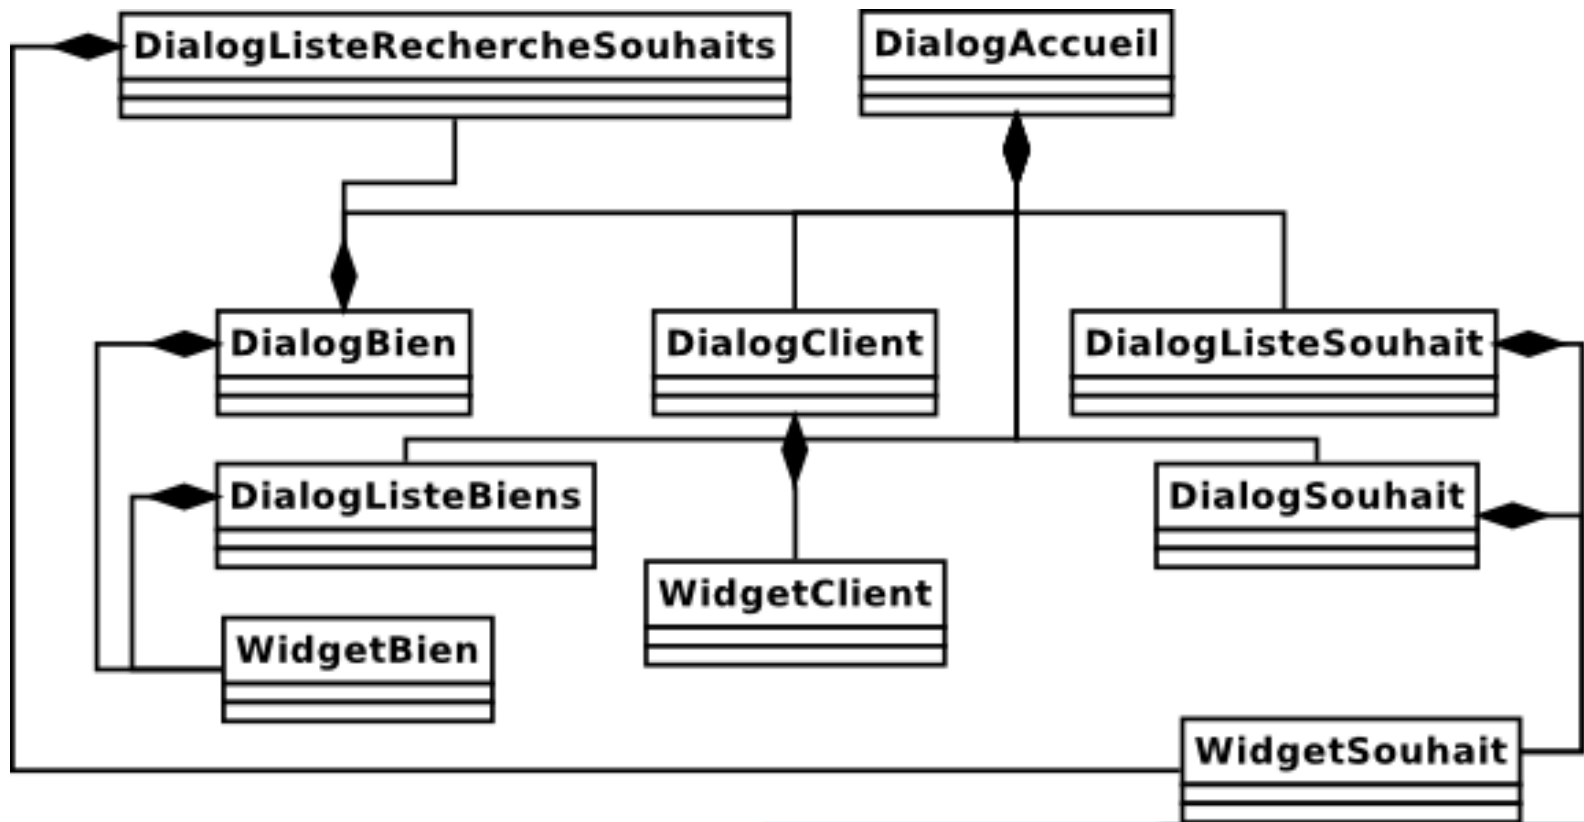 DialogListeRechercheSouhaits
DialogAccueil
DialogBien
DialogClient
DialogListeSouhait
DialogListeBiens
DialogSouhait
WidgetClient
WidgetBien
WidgetSouhait